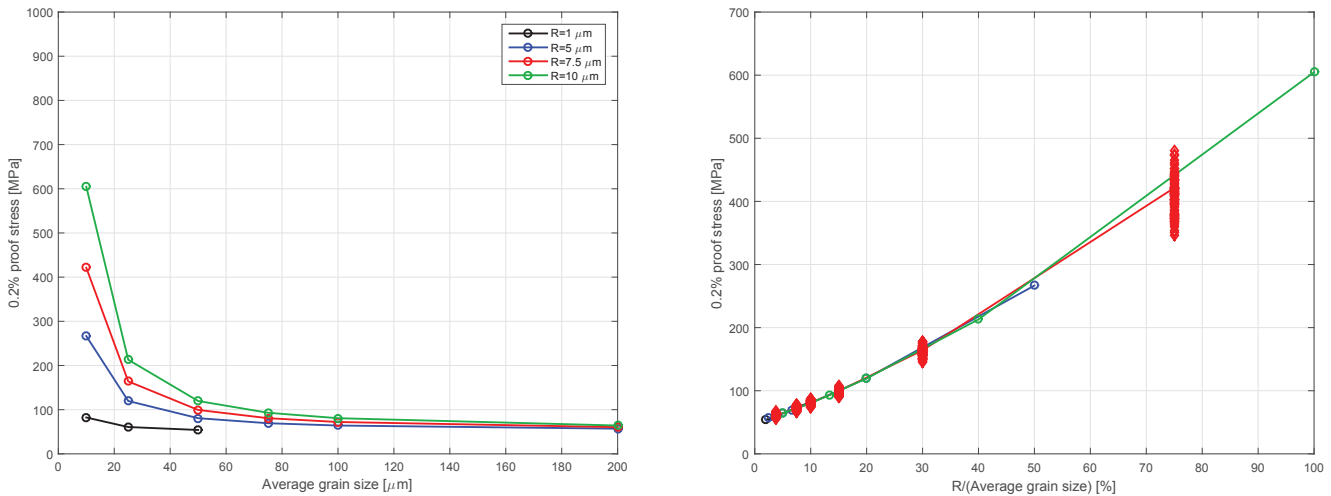 1000
900
800
700
600
500
400
300
200
100
0
0.2% proof stress [MPa]
R=1 μm
R=5 μm
R=7.5 μm
R=10 μm
0 20 40 60 80 100 120 140 160 180 200
Average grain size [μm]
700
600
500
400
300
200
100
0
0.2% proof stress [MPa]
0 10 20 30 40 50 60 70 80 90 100
R/(Average grain size) [%]